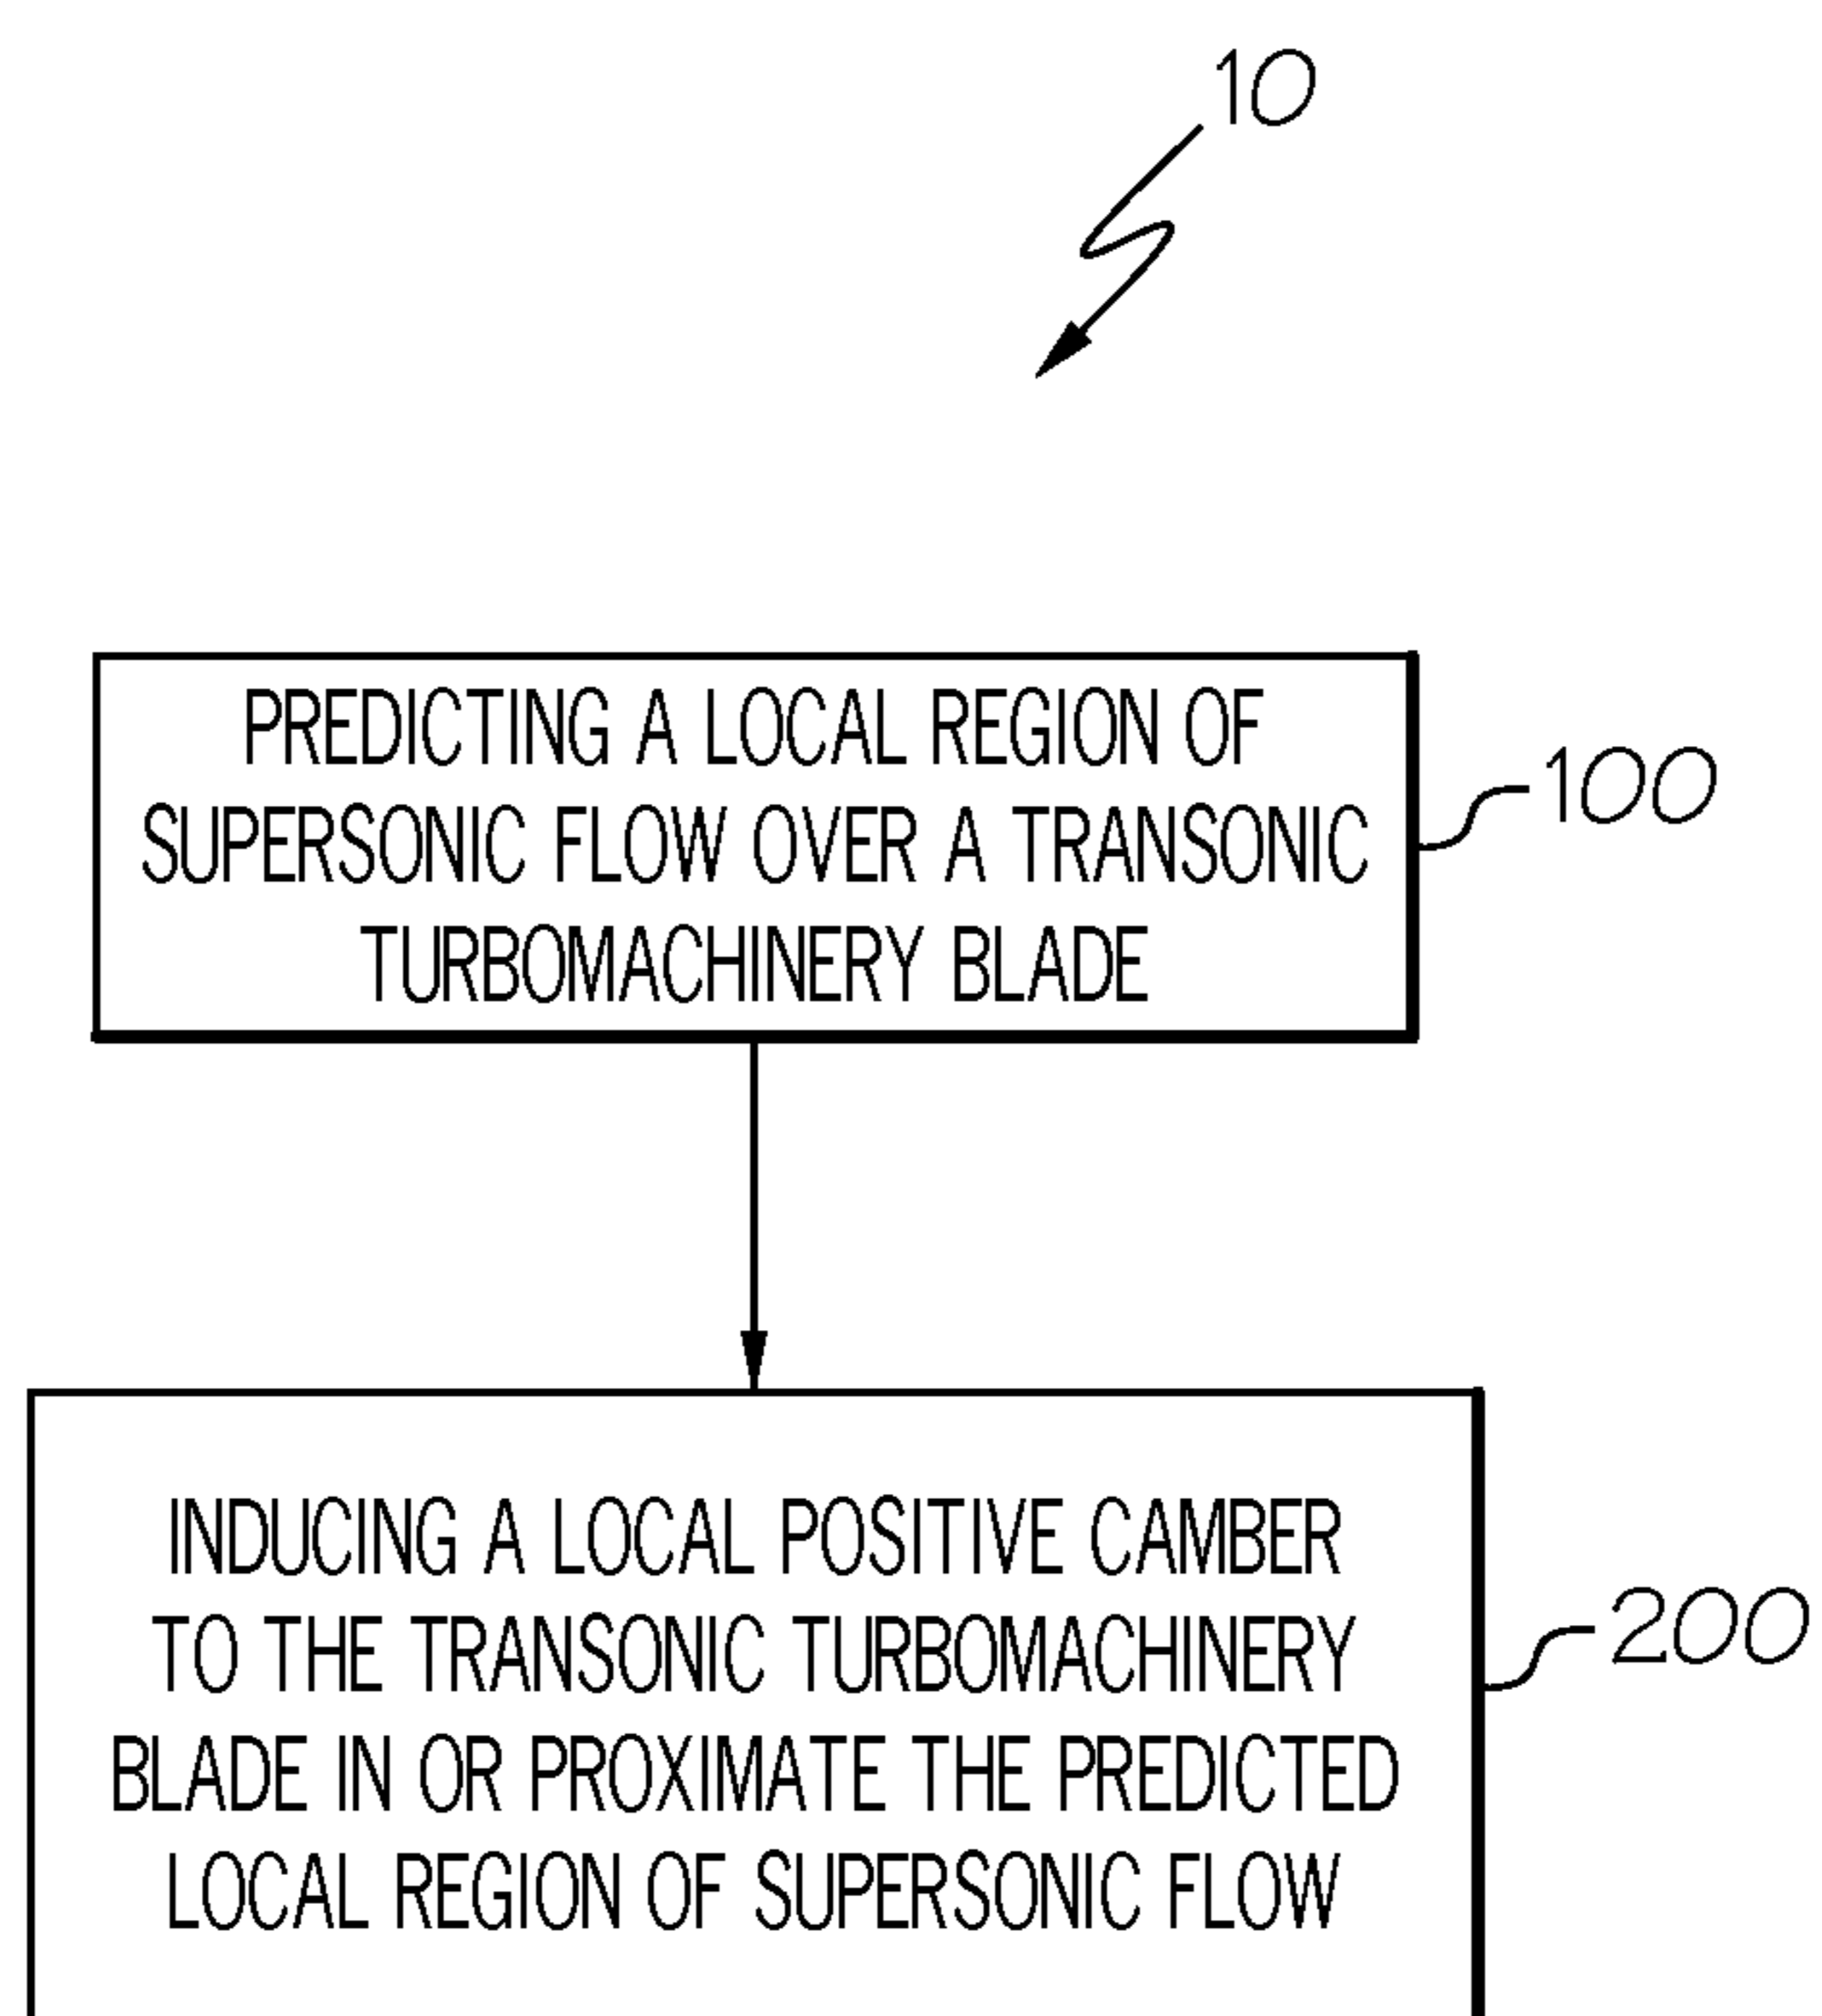 10
PREDICTING A LOCAL REGION OF
SUPERSONIC FLOW OVER A TRANSONIC
TURBOMACHINERY BLADE
100
INDUCING A LOCAL POSITIVE CAMBER
TO THE TRANSONIC TURBOMACHINERY
BLADE IN OR PROXIMATE THE PREDICTED
LOCAL REGION OF SUPERSONIC FLOW
200